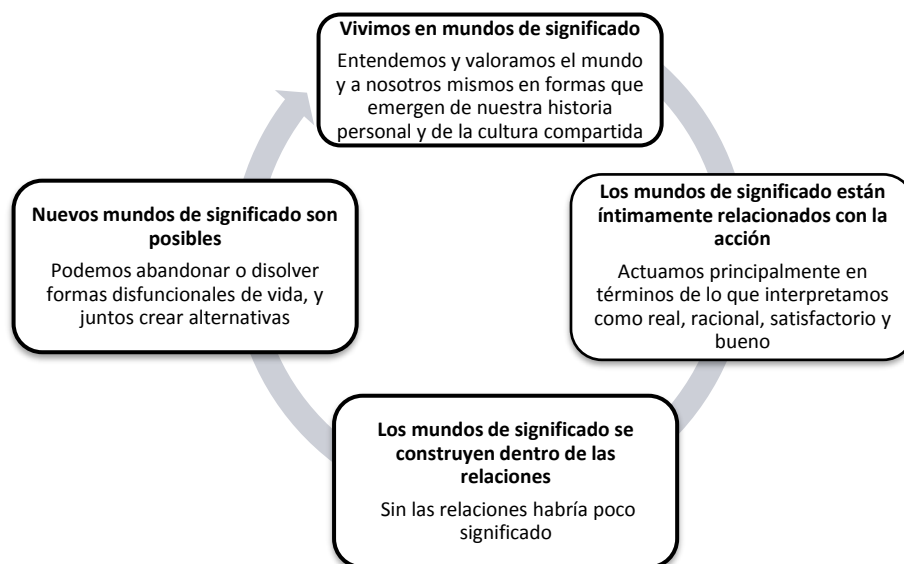 Vivimos en mundos de significado
Entendemos y valoramos el mundo
y a nosotros mismos en formas que
emergen de nuestra historia
personal y de la cultura compartida
Los mundos de significado están
íntimamente relacionados con la
acción
Actuamos principalmente en
términos de lo que interpretamos
como real, racional, satisfactorio y
bueno
Los mundos de significado se
construyen dentro de las
relaciones
Sin las relaciones habría poco
significado
Nuevos mundos de significado son
posibles
Podemos abandonar o disolver
formas disfuncionales de vida, y
juntos crear alternativas